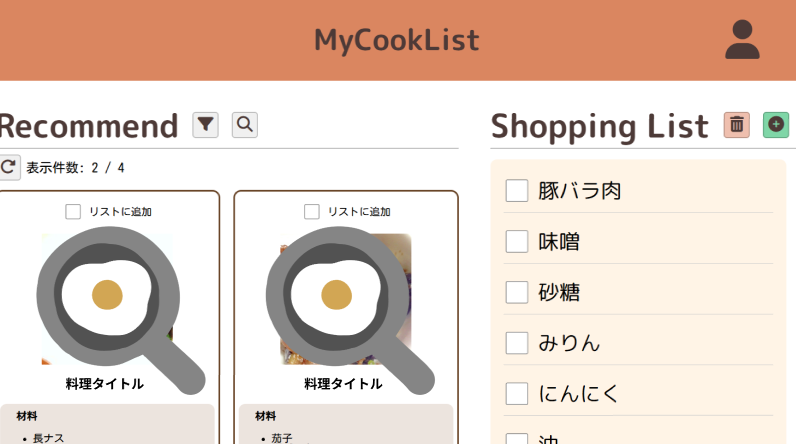 MyCookList
Recommend
表示件数: 2 / 4
リストに追加
料理タイトル
材料
長ナス
リストに追加
料理タイトル
材料
茄子
Shopping List
豚バラ肉
味噌
砂糖
みりん
にんにく